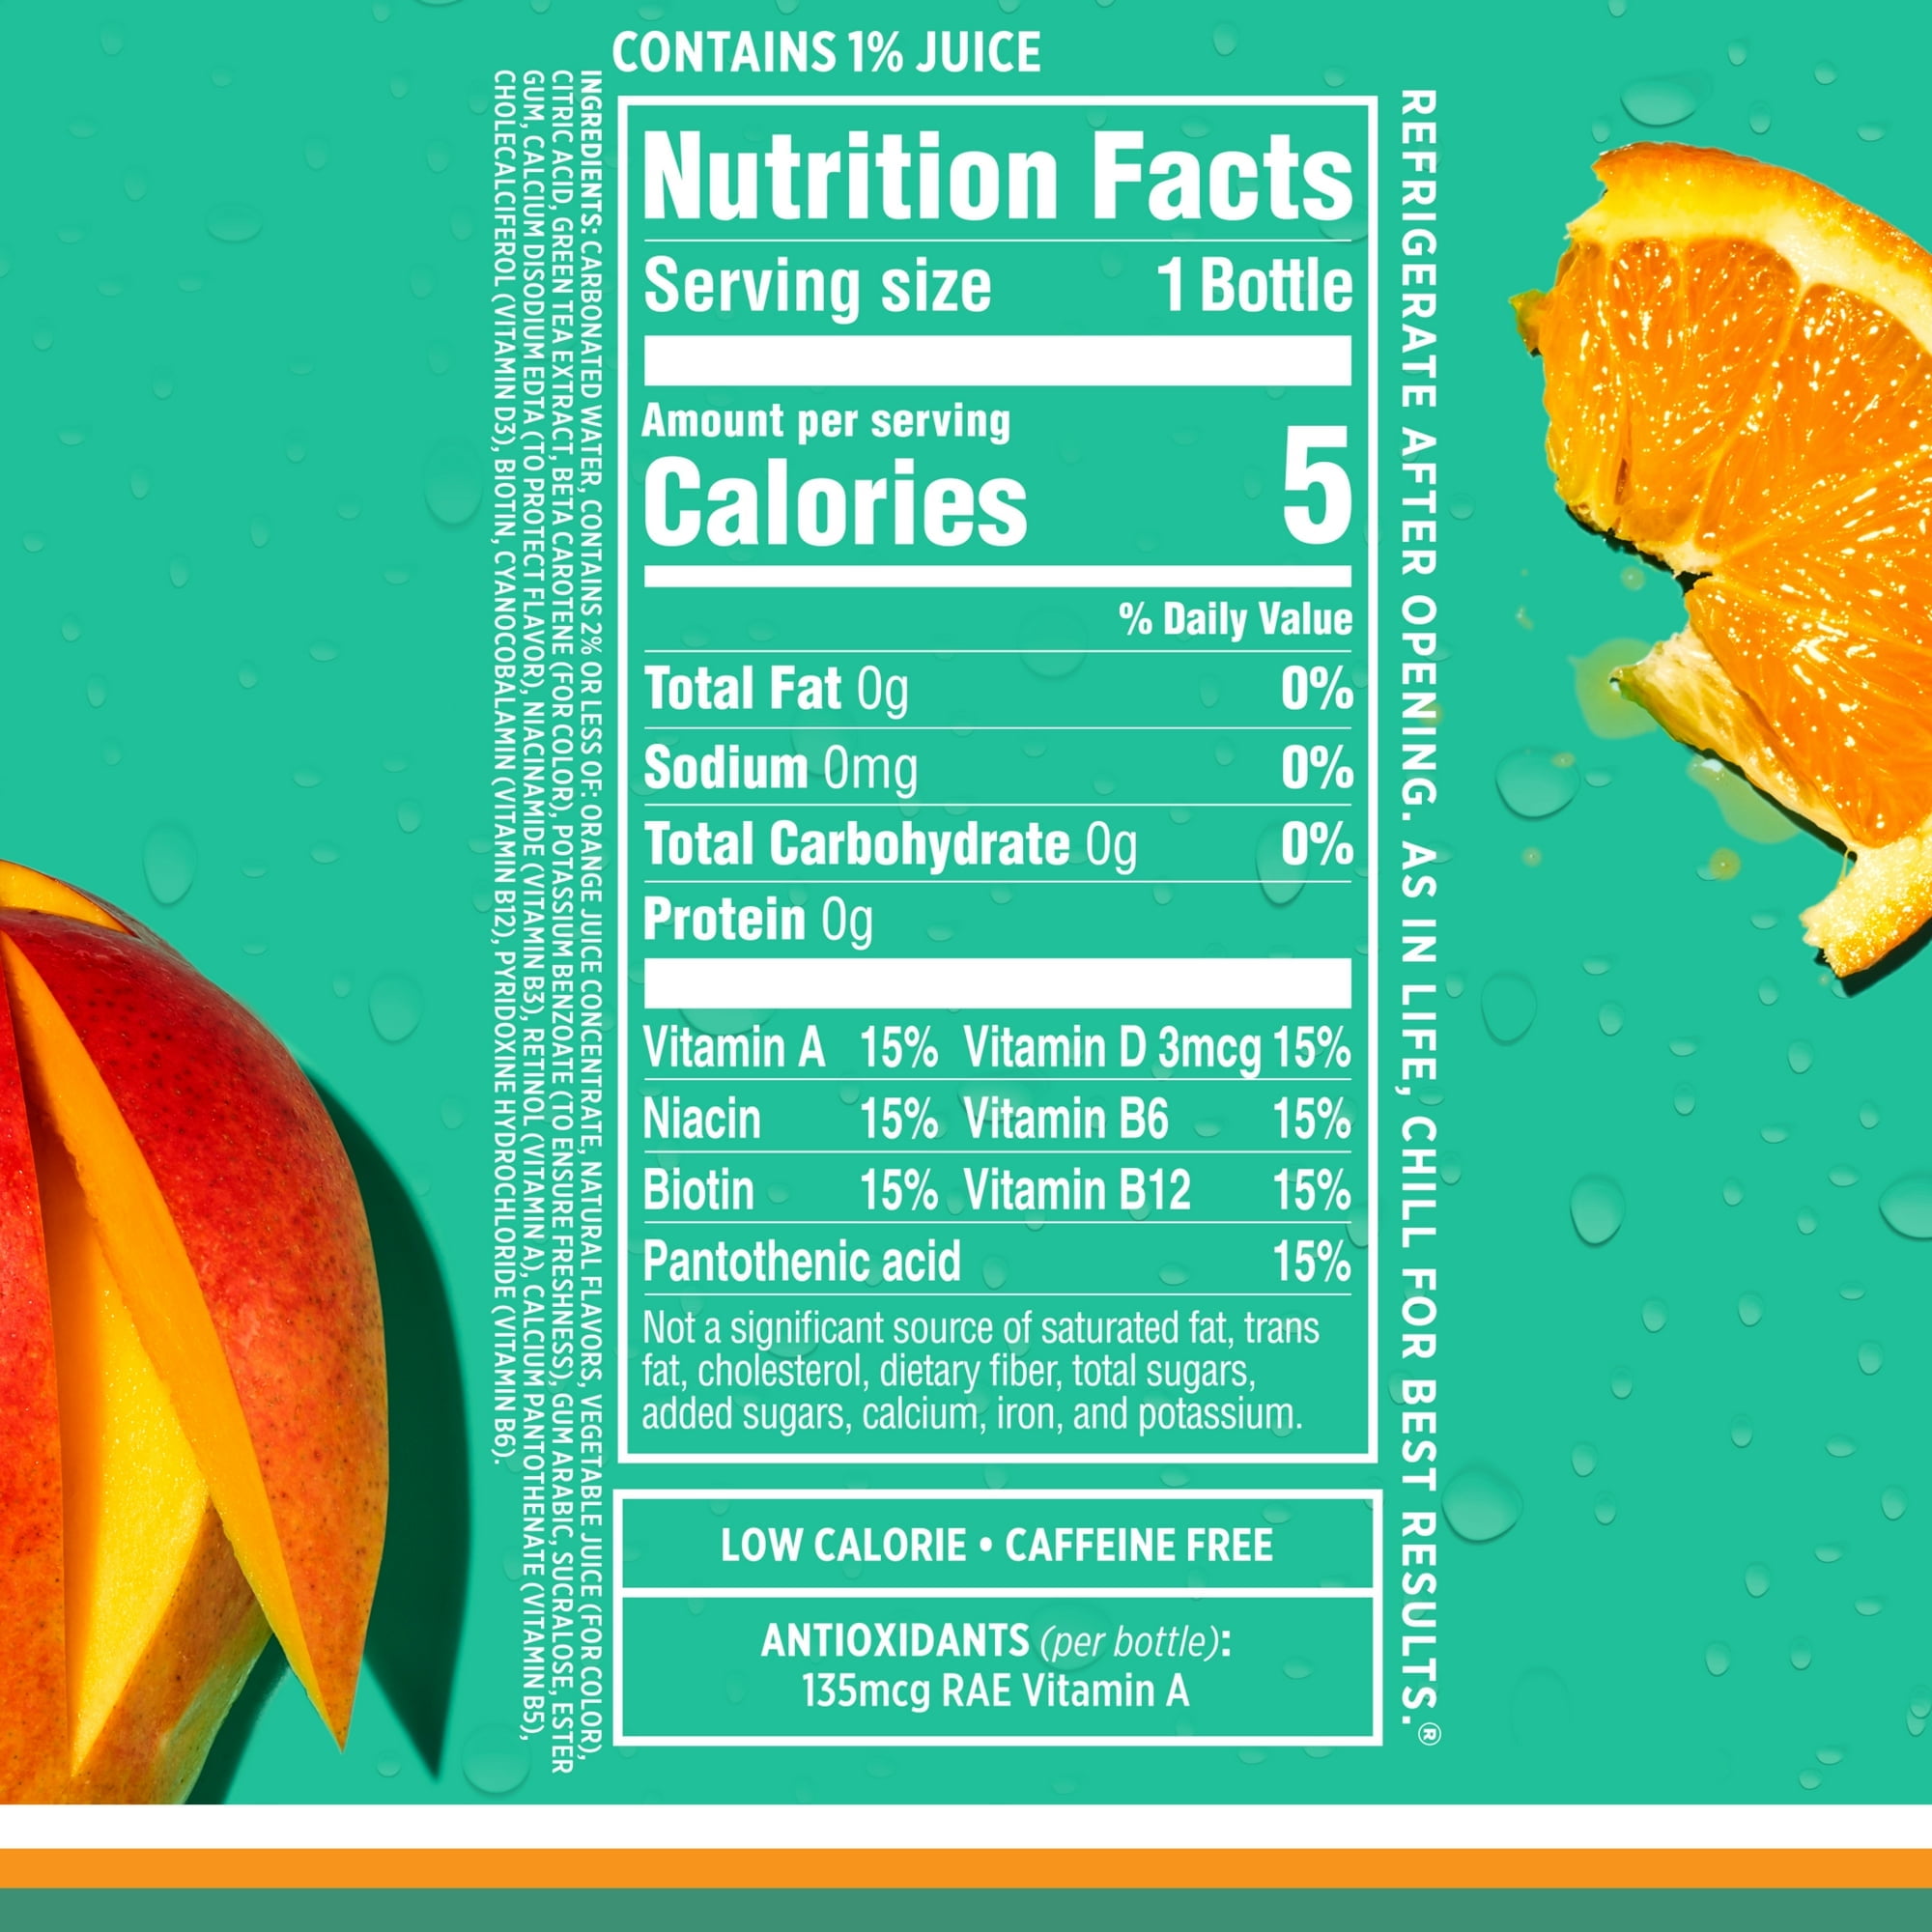 CONTAINS 1% JUICE
INGREDIENTS: CARBONATED WATER, CONTAINS 2% OR LESS OF: ORANGE JUICE CONCENTRATE, NATURAL FLAVORS, VEGETABLE JUICE (FOR COLOR),
CITRIC ACID, GREEN TEA EXTRACT, BETA CAROTENE (FOR COLOR), POTASSIUM BENZOATE (TO ENSURE FRESHNESS), GUM ARABIC, SUCRALOSE, ESTER
GUM, CALCIUM DISODIUM EDTA (TO PROTECT FLAVOR), NIACINAMIDE (VITAMIN B3), RETINOL (VITAMIN A), CALCIUM PANTOTHENATE (VITAMIN B5),
CHOLECALCIFEROL (VITAMIN D3), BIOTIN, CYANOCOBALAMIN (VITAMIN B12), PYRIDOXINE HYDROCHLORIDE (VITAMIN B6).
Nutrition Facts
Serving size 1 Bottle
Amount per serving
Calories 5
% Daily Value
Total Fat 0g 0%
Sodium 0mg 0%
Total Carbohydrate 0g 0%
Protein 0g
Vitamin A 15% Vitamin D 3mcg 15%
Niacin 15% Vitamin B6 15%
Biotin 15% Vitamin B12 15%
Pantothenic acid 15%
Not a significant source of saturated fat, trans
fat, cholesterol, dietary fiber, total sugars,
added sugars, calcium, iron, and potassium.
LOW CALORIE • CAFFEINE FREE
ANTIOXIDANTS (per bottle):
135mcg RAE Vitamin A
REFRIGERATE AFTER OPENING. AS IN LIFE, CHILL FOR BEST RESULTS.®